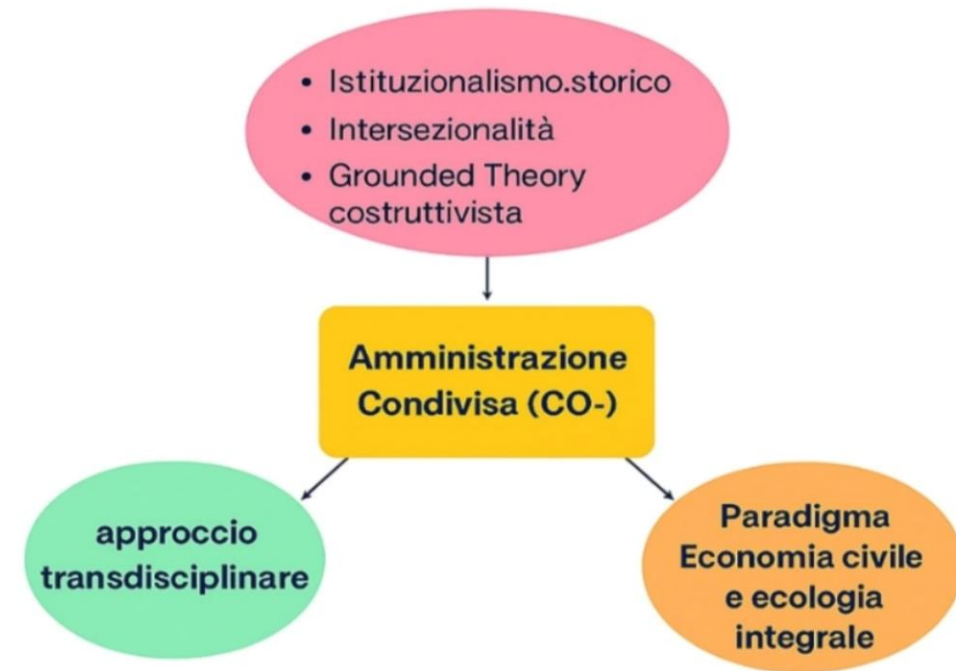 • Istituzionalismo.storico
• Intersezionalità
• Grounded Theory
costruttivista
Amministrazione
Condivisa (CO-)
approccio
transdisciplinare
Paradigma
Economia civile
e ecologia
integrale